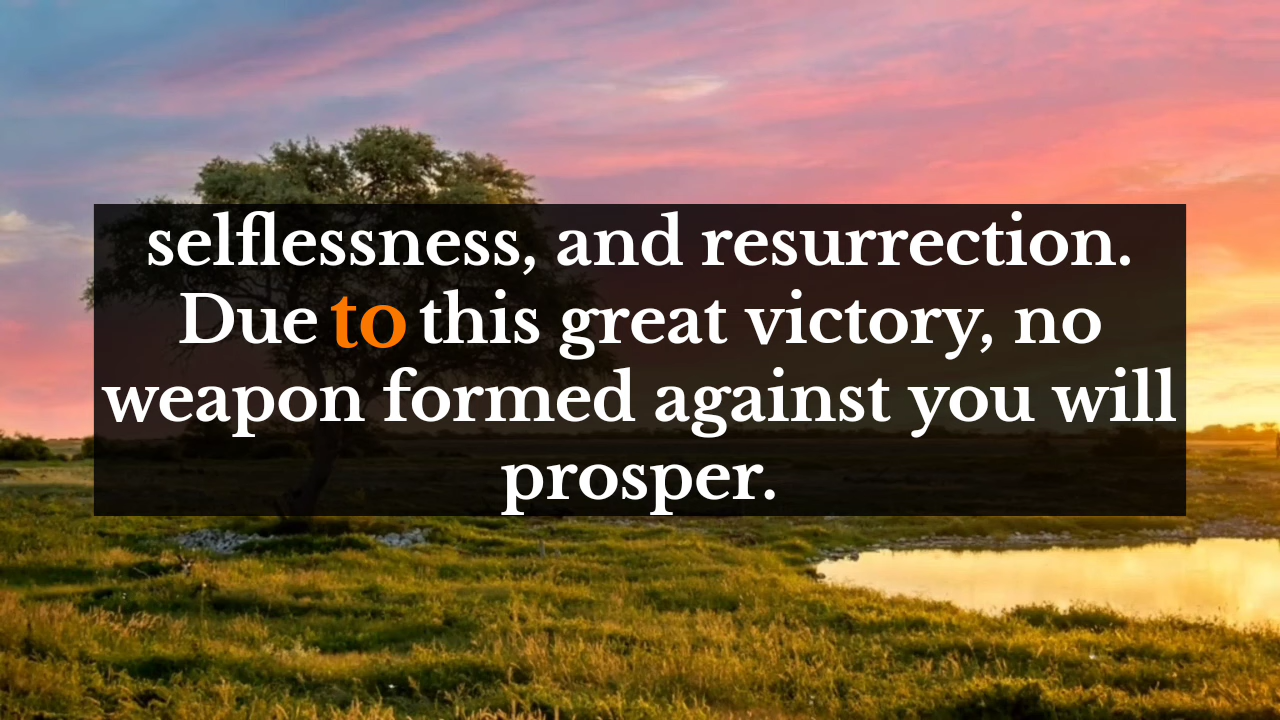 selflessness, and resurrection.
Due to this great victory, no
weapon formed against you will
prosper.